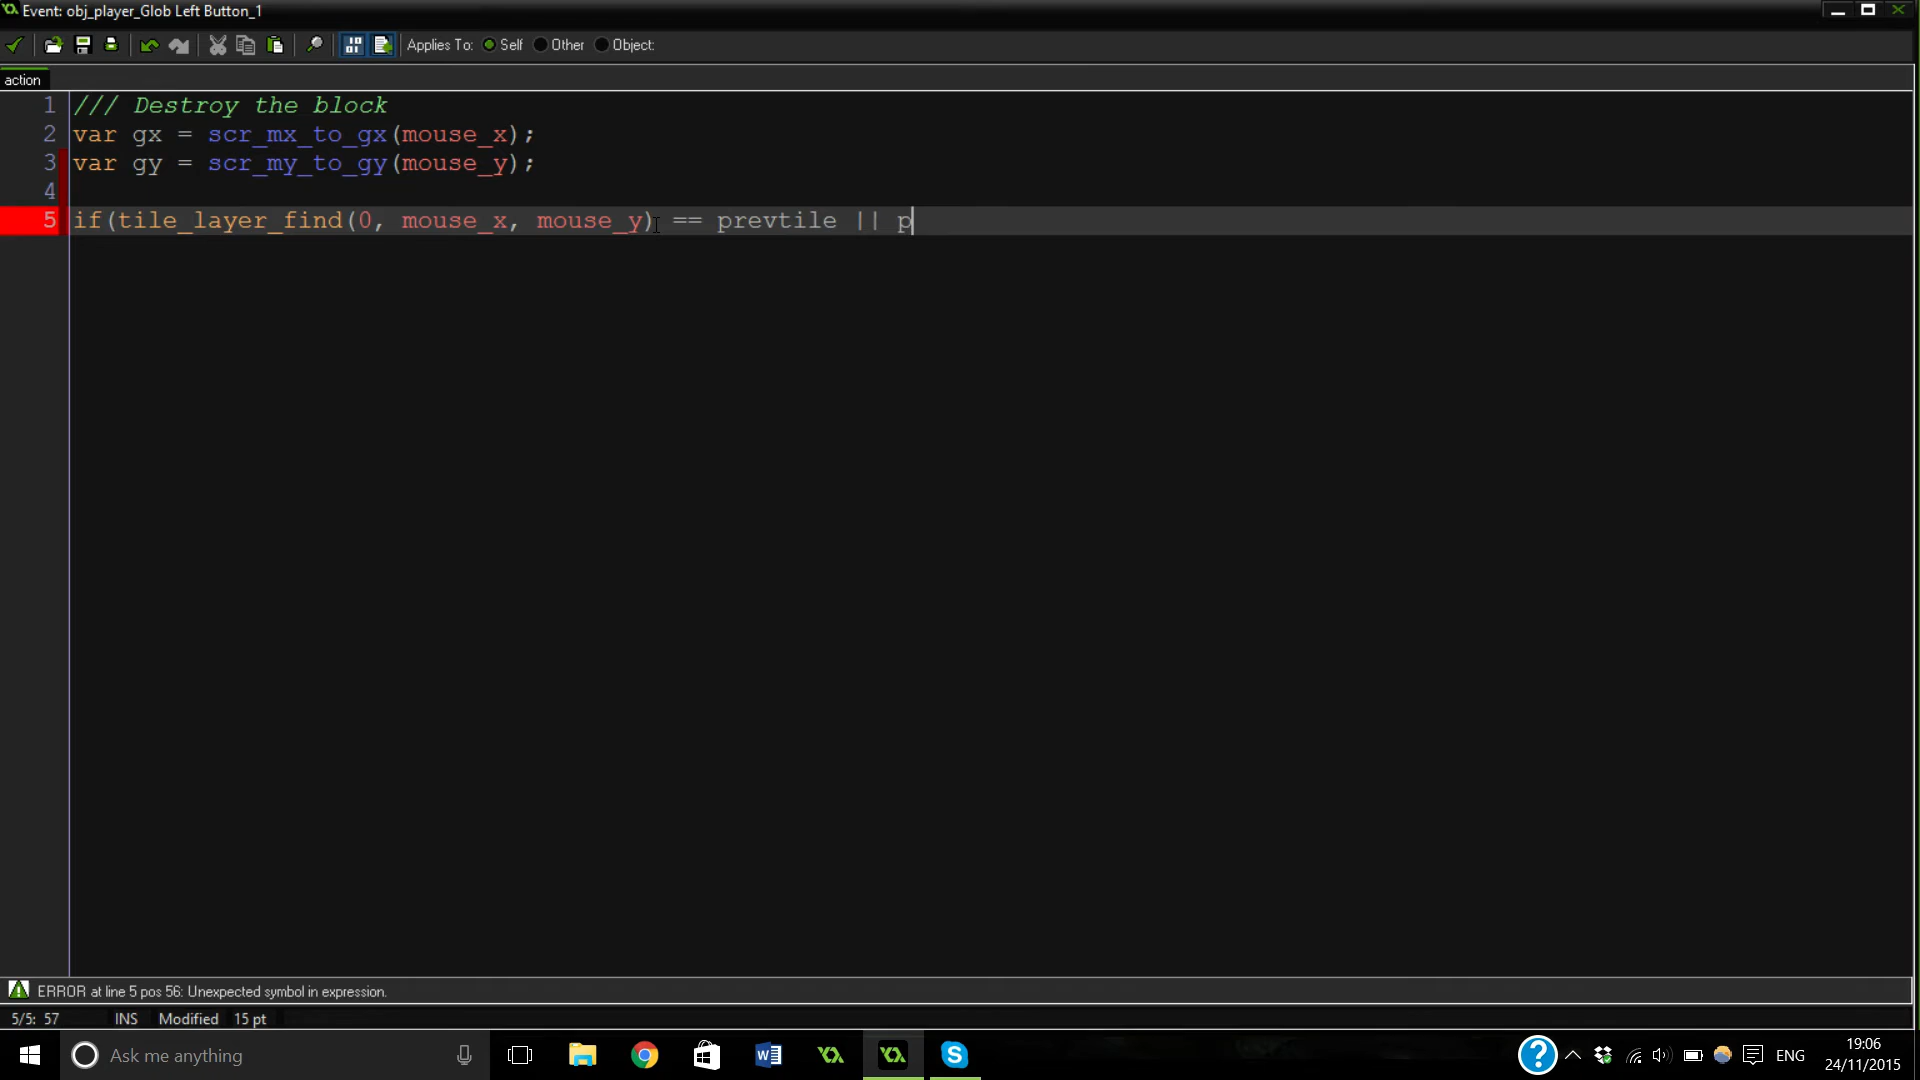 Event: obj_player_Glob Left Button_1
Applies To: Self Other Object:
action
1 /// Destroy the block
2 var gx = scr_mx_to_gx(mouse_x);
3 var gy = scr_my_to_gy(mouse_y);
4
5 if(tile_layer_find(0, mouse_x, mouse_y) == prevtile || p
ERROR at line 5 pos 56: Unexpected symbol in expression.
5/5: 57 INS Modified 15 pt
Ask me anything
ENG
19:06
24/11/2015